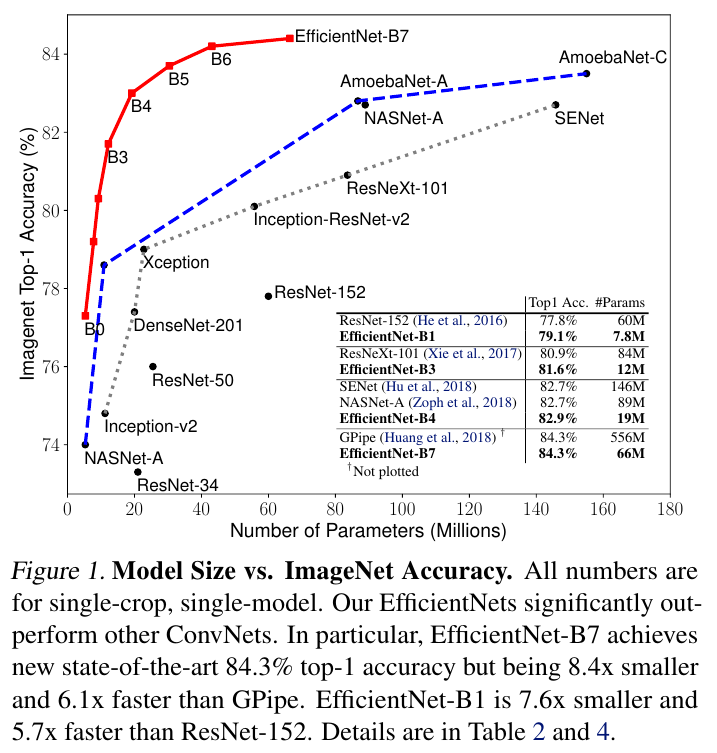 EfficientNet-B7
84
B6
AmoebaNet-C
B5
AmoebaNet-A
B4
NASNet-A
SENet
82
B3
ResNeXt-101
Imagenet Top-1 Accuracy (%)
80
Inception-ResNet-v2
Xception
78
ResNet-152
B0
DenseNet-201
76
ResNet-50
Inception-v2
74
NASNet-A
ResNet-34
Top1 Acc. #Params
ResNet-152 (He et al., 2016) 77.8% 60M
EfficientNet-B1 79.1% 7.8M
ResNeXt-101 (Xie et al., 2017) 80.9% 84M
EfficientNet-B3 81.6% 12M
SENet (Hu et al., 2018) 82.7% 146M
NASNet-A (Zoph et al., 2018) 82.7% 89M
EfficientNet-B4 82.9% 19M
GPipe (Huang et al., 2018) † 84.3% 556M
EfficientNet-B7 84.3% 66M
†Not plotted
0 20 40 60 80 100 120 140 160 180
Number of Parameters (Millions)
Figure 1. Model Size vs. ImageNet Accuracy. All numbers are
for single-crop, single-model. Our EfficientNets significantly out-
perform other ConvNets. In particular, EfficientNet-B7 achieves
new state-of-the-art 84.3% top-1 accuracy but being 8.4x smaller
and 6.1x faster than GPipe. EfficientNet-B1 is 7.6x smaller and
5.7x faster than ResNet-152. Details are in Table 2 and 4.